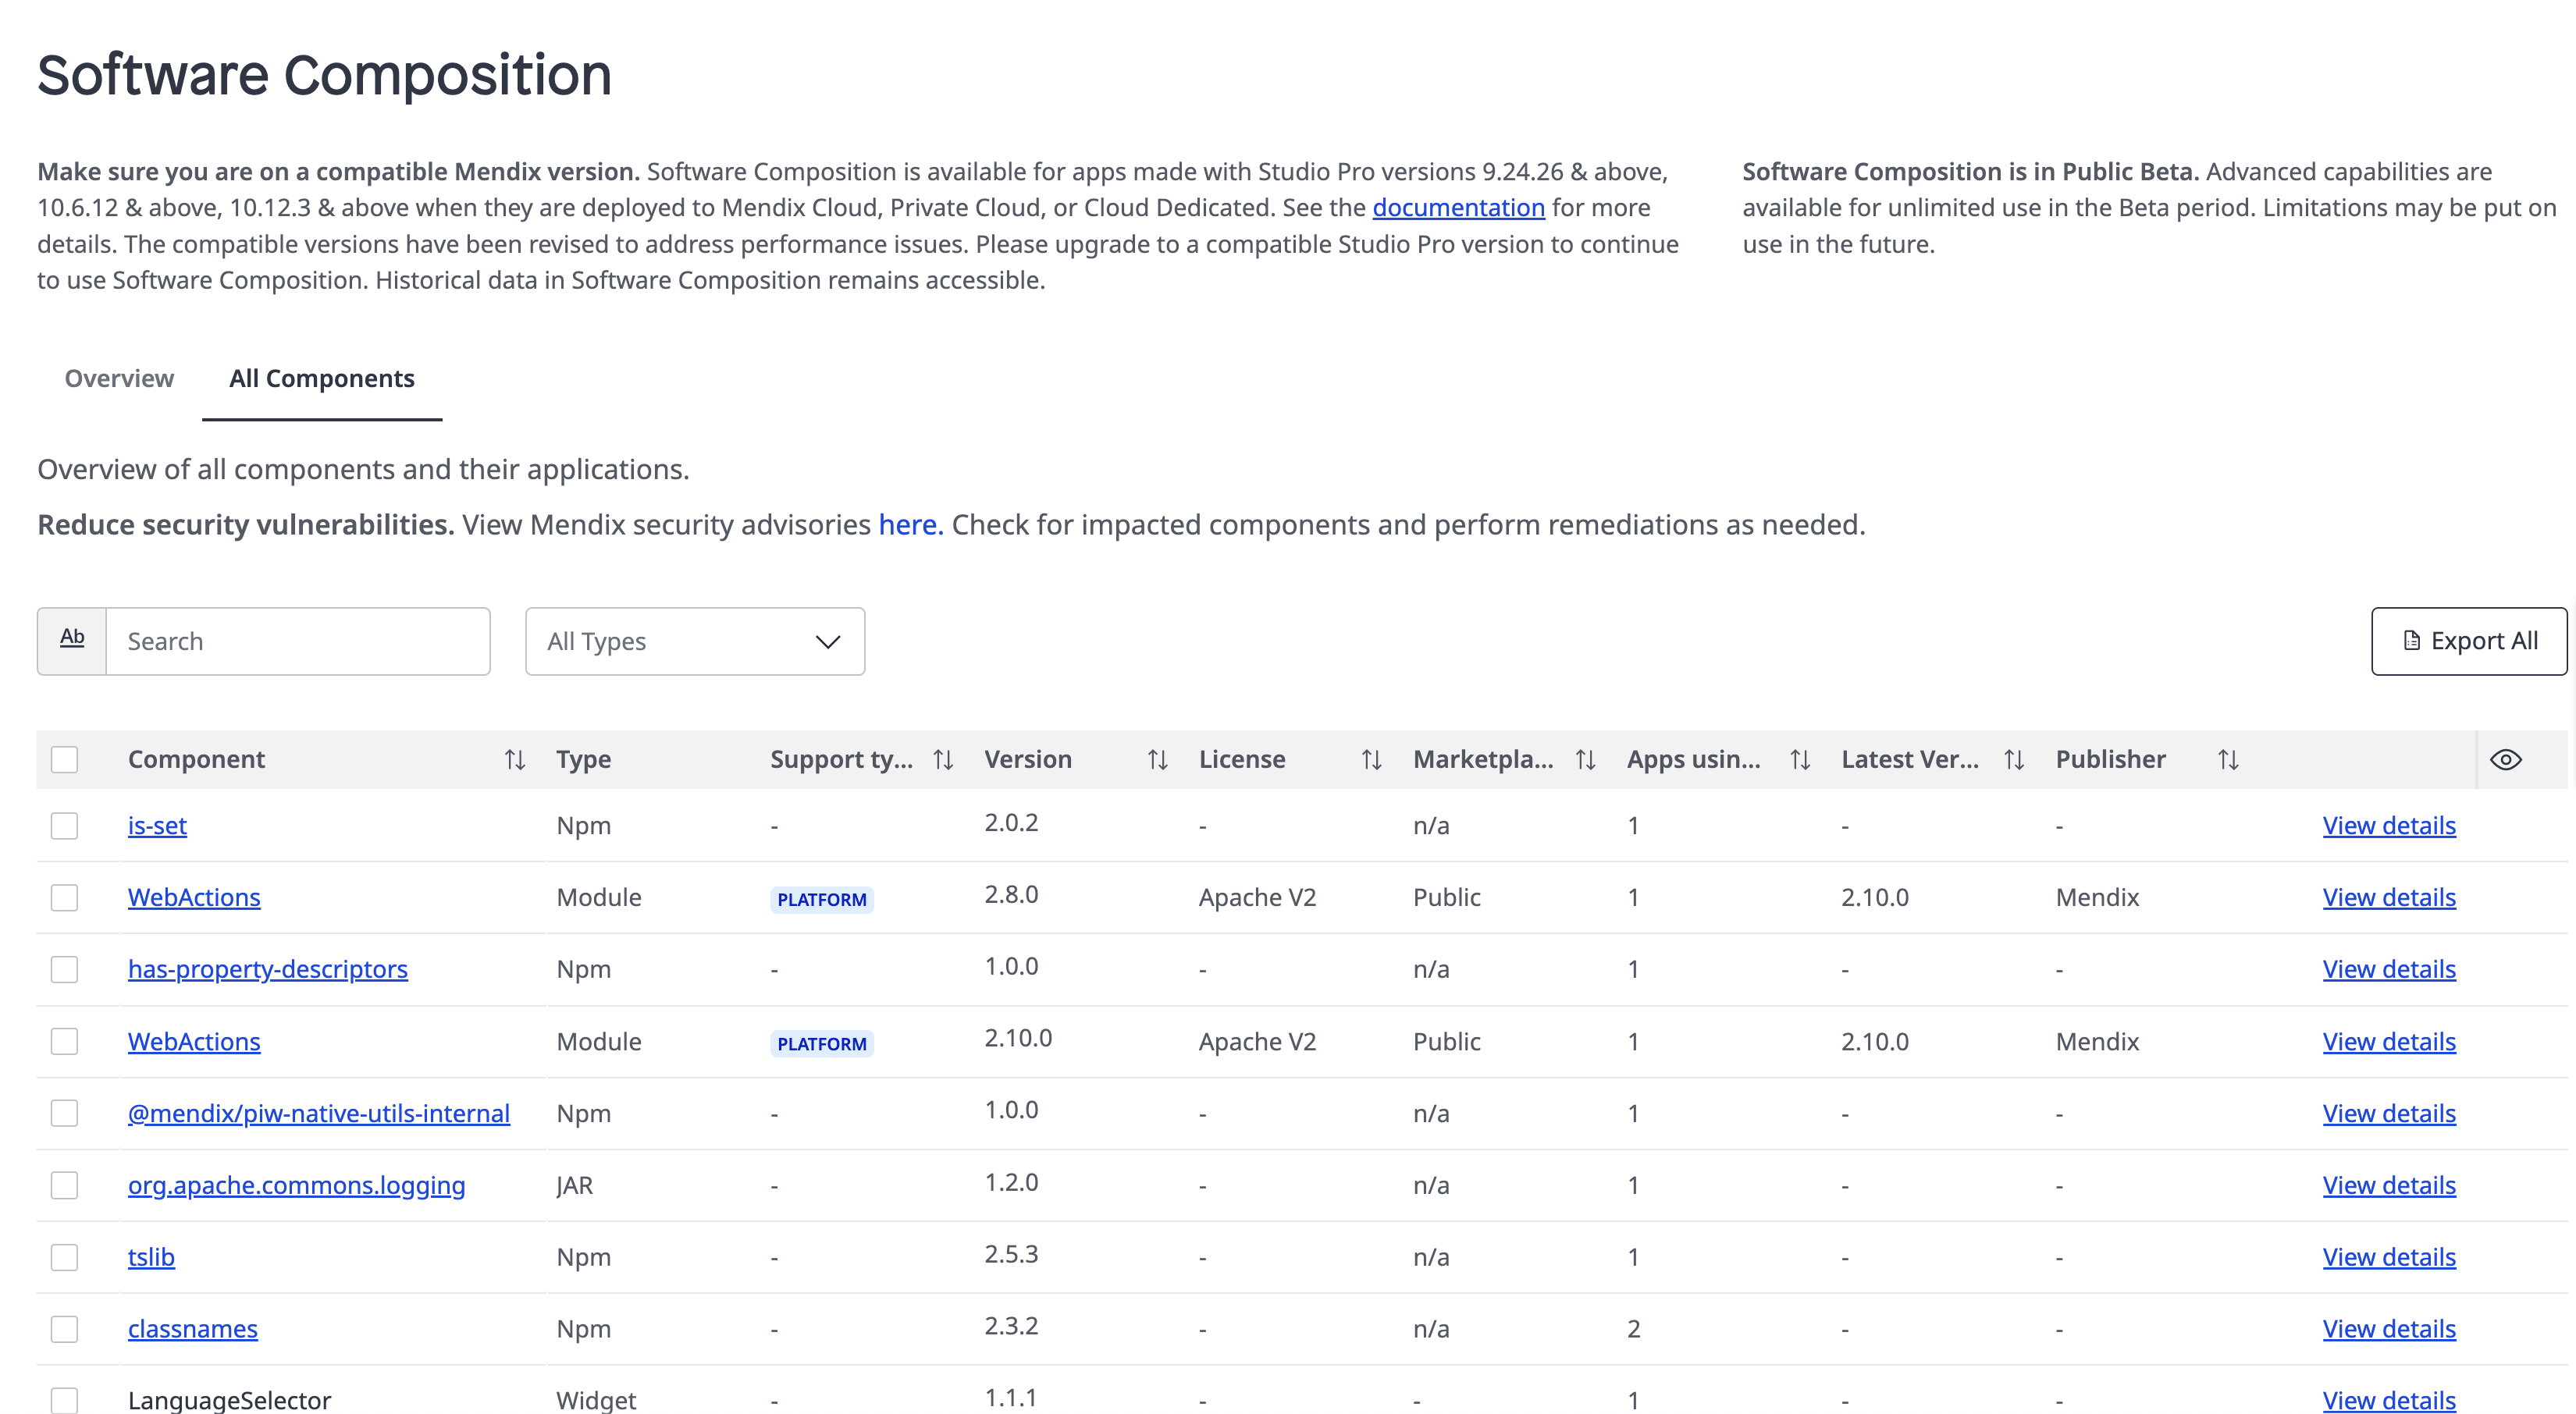 Software Composition
Make sure you are on a compatible Mendix version. Software Composition is available for apps made with Studio Pro versions 9.24.26 & above,
10.6.12 & above, 10.12.3 & above when they are deployed to Mendix Cloud, Private Cloud, or Cloud Dedicated. See the documentation for more
details. The compatible versions have been revised to address performance issues. Please upgrade to a compatible Studio Pro version to continue
to use Software Composition. Historical data in Software Composition remains accessible.
Software Composition is in Public Beta. Advanced capabilities are
available for unlimited use in the Beta period. Limitations may be put on
use in the future.
Overview All Components
Overview of all components and their applications.
Reduce security vulnerabilities. View Mendix security advisories here. Check for impacted components and perform remediations as needed.
Ab Search All Types Export All
Component Type Support ty... Version License Marketpla... Apps usin... Latest Ver... Publisher
is-set Npm - 2.0.2 - n/a 1 - - View details
WebActions Module PLATFORM 2.8.0 Apache V2 Public 1 2.10.0 Mendix View details
has-property-descriptors Npm - 1.0.0 - n/a 1 - - View details
WebActions Module PLATFORM 2.10.0 Apache V2 Public 1 2.10.0 Mendix View details
@mendix/piw-native-utils-internal Npm - 1.0.0 - n/a 1 - - View details
org.apache.commons.logging JAR - 1.2.0 - n/a 1 - - View details
tslib Npm - 2.5.3 - n/a 1 - - View details
classnames Npm - 2.3.2 - n/a 2 - - View details
LanguageSelector Widget - 1.1.1 - - 1 - - View details